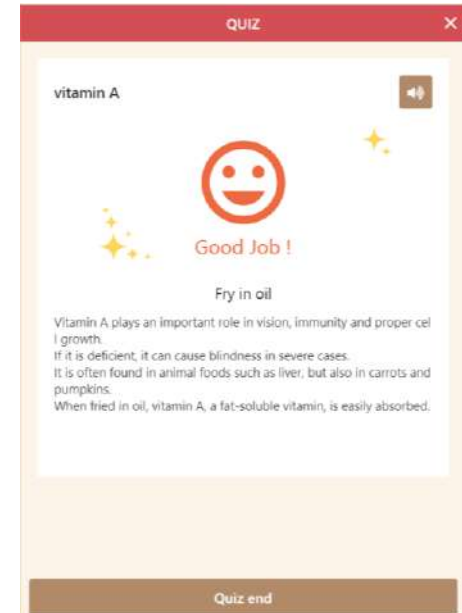 QUIZ
vitamin A
Good Job !
Fry in oil
Vitamin A plays an important role in vision, immunity and proper cel
l growth.
If it is deficient, it can cause blindness in severe cases.
It is often found in animal foods such as liver, but also in carrots and
pumpkins.
When fried in oil, vitamin A, a fat-soluble vitamin, is easily absorbed.
Quiz end